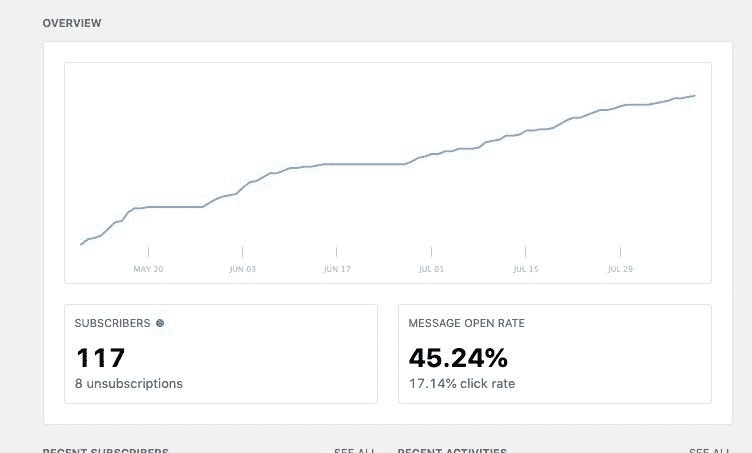 OVERVIEW
MAY 20 JUN 03 JUN 17 JUL 01 JUL 15 JUL 29
SUBSCRIBERS
117
8 unsubscriptions
MESSAGE OPEN RATE
45.24%
17.14% click rate
RECENT SUBSCRIBERS SEE ALL RECENT ACTIVITIES SEE ALL